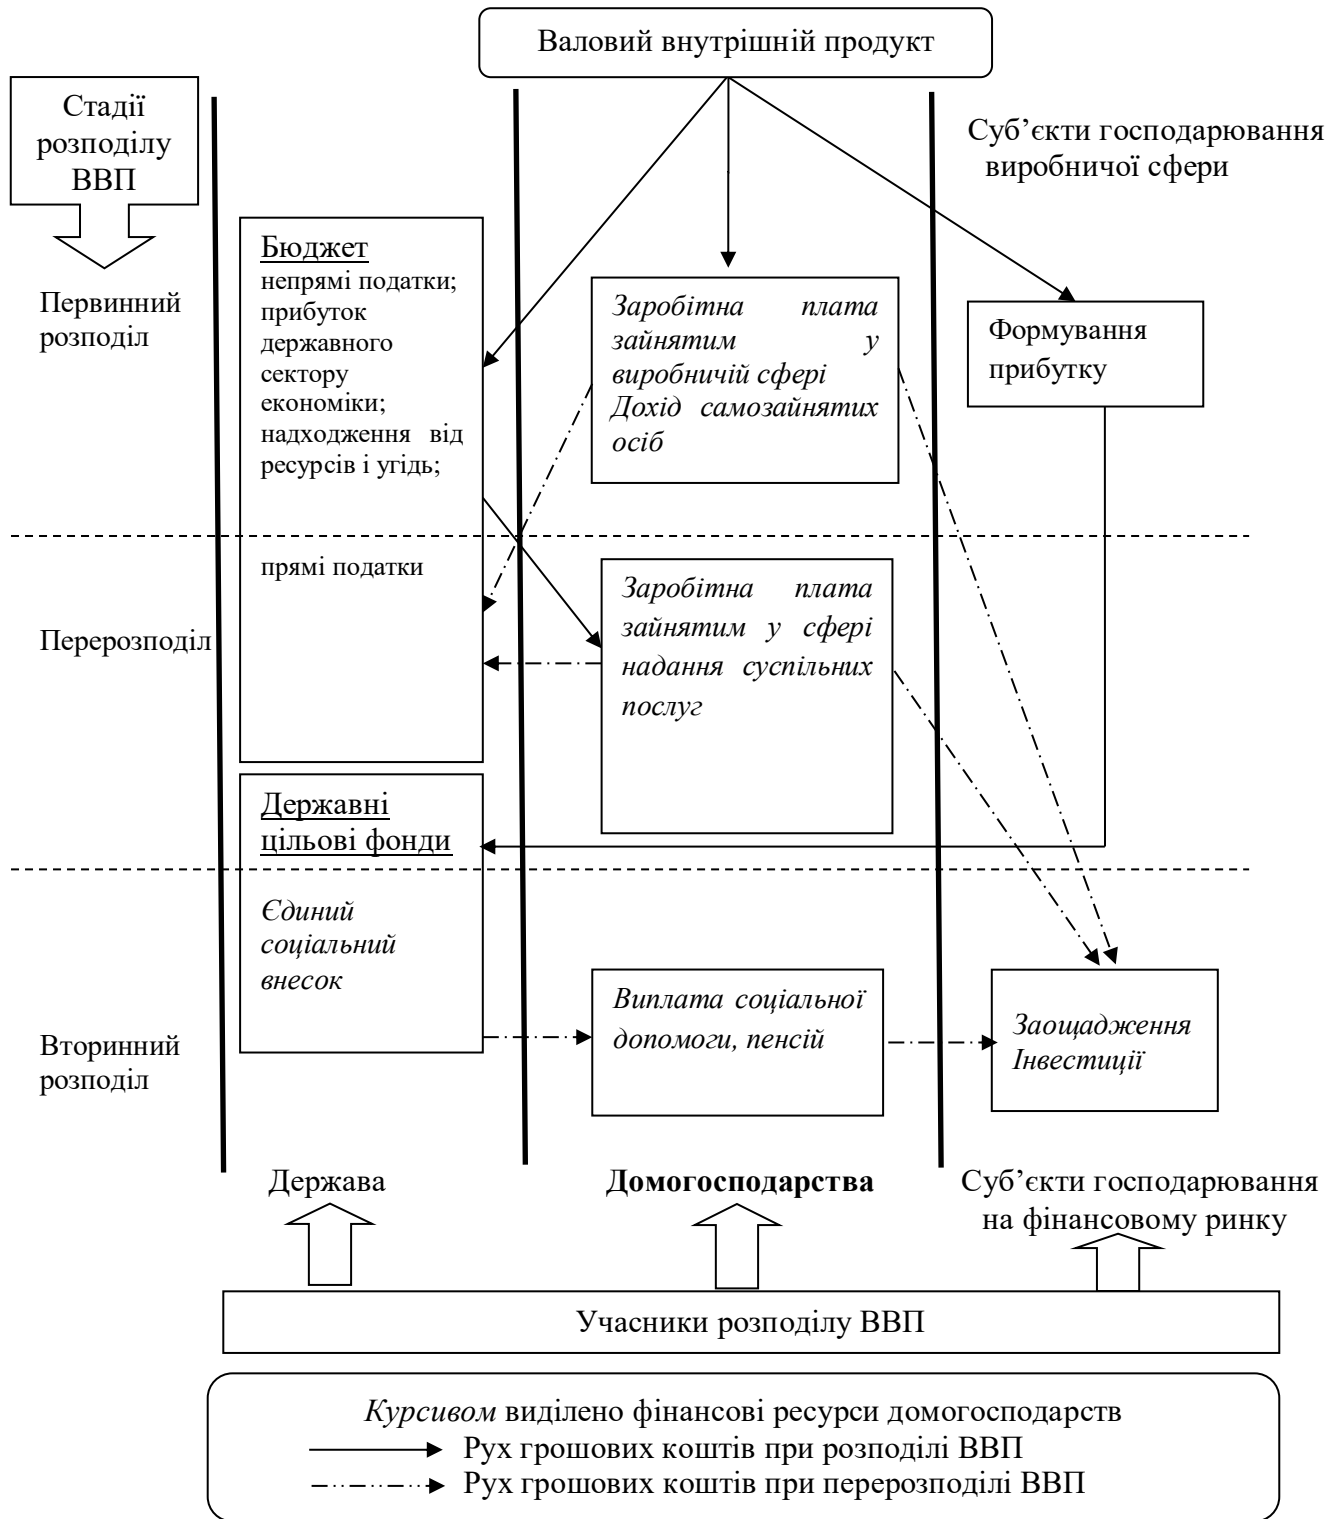 Валовий внутрішній продукт
Стадії
розподілу
ВВП
Суб’єкти господарювання
виробничої сфери
Первинний
розподіл
Бюджет
непрямі податки;
прибуток
державного
сектору
економіки;
надходження від
ресурсів і угідь;
Заробітна плата
зайнятим у
виробничій сфері
Дохід самозайнятих
осіб
Формування
прибутку
Перерозподіл
прямі податки
Заробітна плата
зайнятим у сфері
надання суспільних
послуг
Державні
цільові фонди
Єдиний
соціальний
внесок
Вторинний
розподіл
Виплата соціальної
допомоги, пенсій
Заощадження
Інвестиції
Держава
Домогосподарства
Суб’єкти господарювання
на фінансовому ринку
Учасники розподілу ВВП
Курсивом виділено фінансові ресурси домогосподарств
Рух грошових коштів при розподілі ВВП
Рух грошових коштів при перерозподілі ВВП